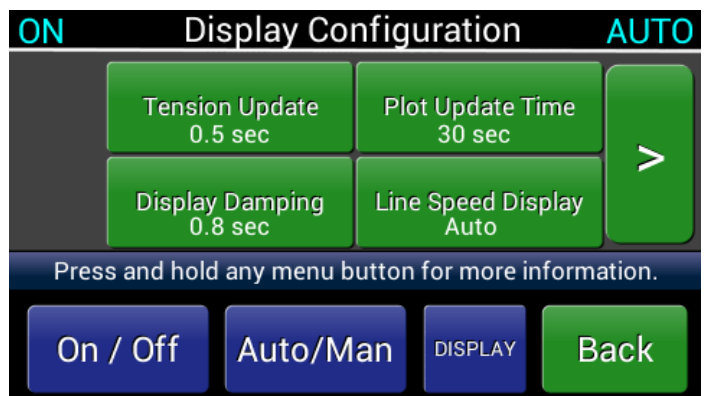 ON Display Configuration AUTO
Tension Update
0.5 sec
Plot Update Time
30 sec
>
Display Damping
0.8 sec
Line Speed Display
Auto
Press and hold any menu button for more information.
On / Off
Auto/Man
DISPLAY
Back